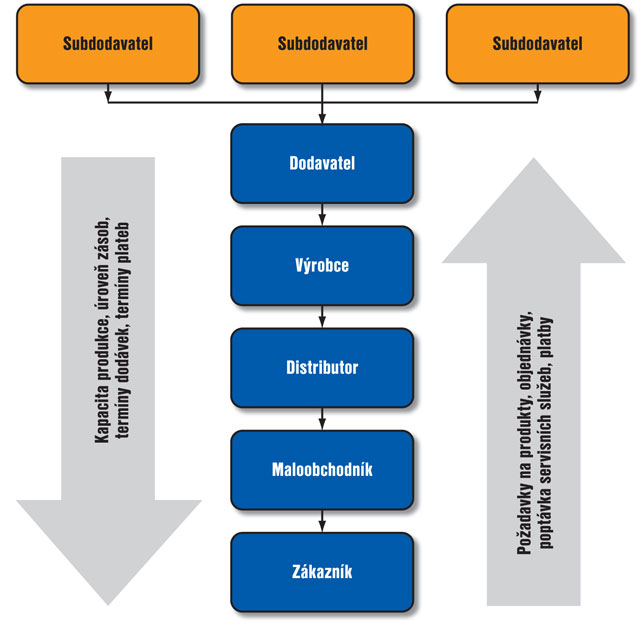 Subdodavatel
Subdodavatel
Subdodavatel
Dodavatel
Výrobce
Distributor
Maloobchodník
Zákazník
Kapacita produkce, úroveň zásob,
termíny dodávek, termíny plateb
Požadavky na produkty, objednávky,
poptávka servisních služeb, platby